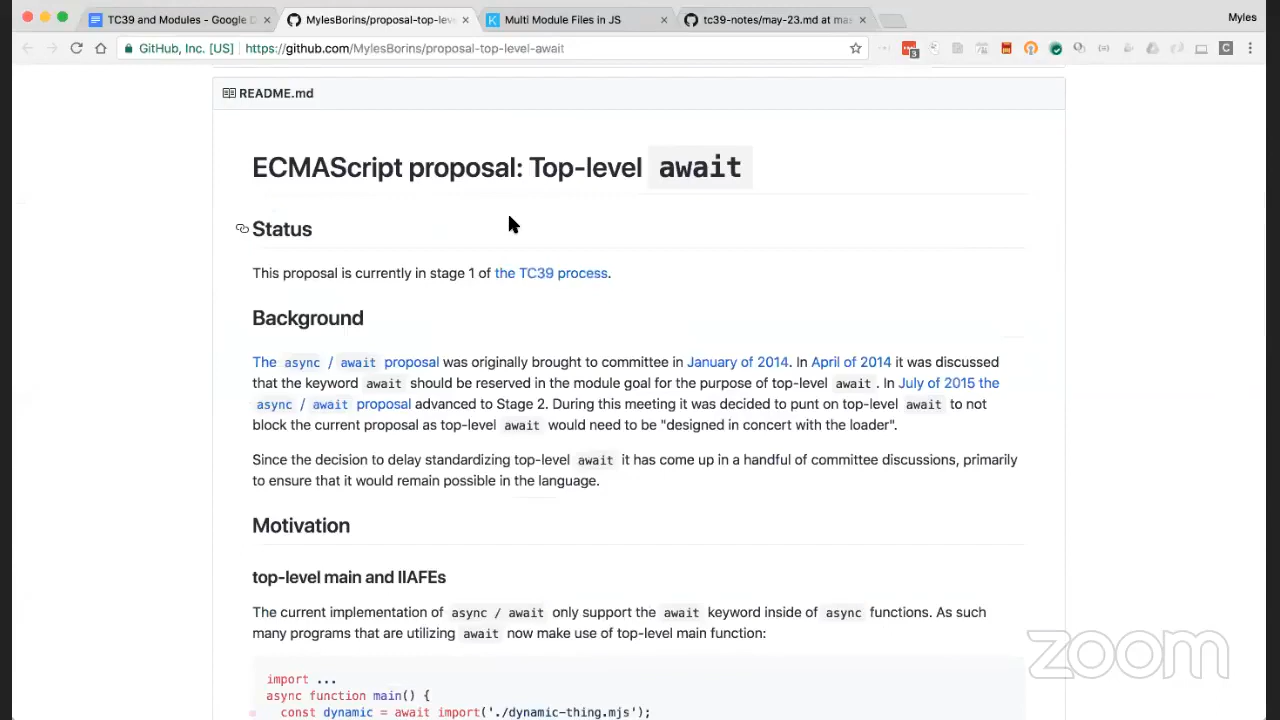 TC39 and Modules - Google D
MylesBorins/proposal-top-leve
Multi Module Files in JS
tc39-notes/may-23.md at mas
Myles
GitHub, Inc. [US]
https://github.com/MylesBorins/proposal-top-level-await
3
C
README.md
ECMAScript proposal: Top-level await
Status
This proposal is currently in stage 1 of the TC39 process.
Background
The async / await proposal was originally brought to committee in January of 2014. In April of 2014 it was discussed
that the keyword await should be reserved in the module goal for the purpose of top-level await . In July of 2015 the
async / await proposal advanced to Stage 2. During this meeting it was decided to punt on top-level await to not
block the current proposal as top-level await would need to be "designed in concert with the loader".
Since the decision to delay standardizing top-level await it has come up in a handful of committee discussions, primarily
to ensure that it would remain possible in the language.
Motivation
top-level main and IIAFEs
The current implementation of async / await only support the await keyword inside of async functions. As such
many programs that are utilizing await now make use of top-level main function:
import ...
async function main() {
const dynamic = await import('./dynamic-thing.mjs');
zoom